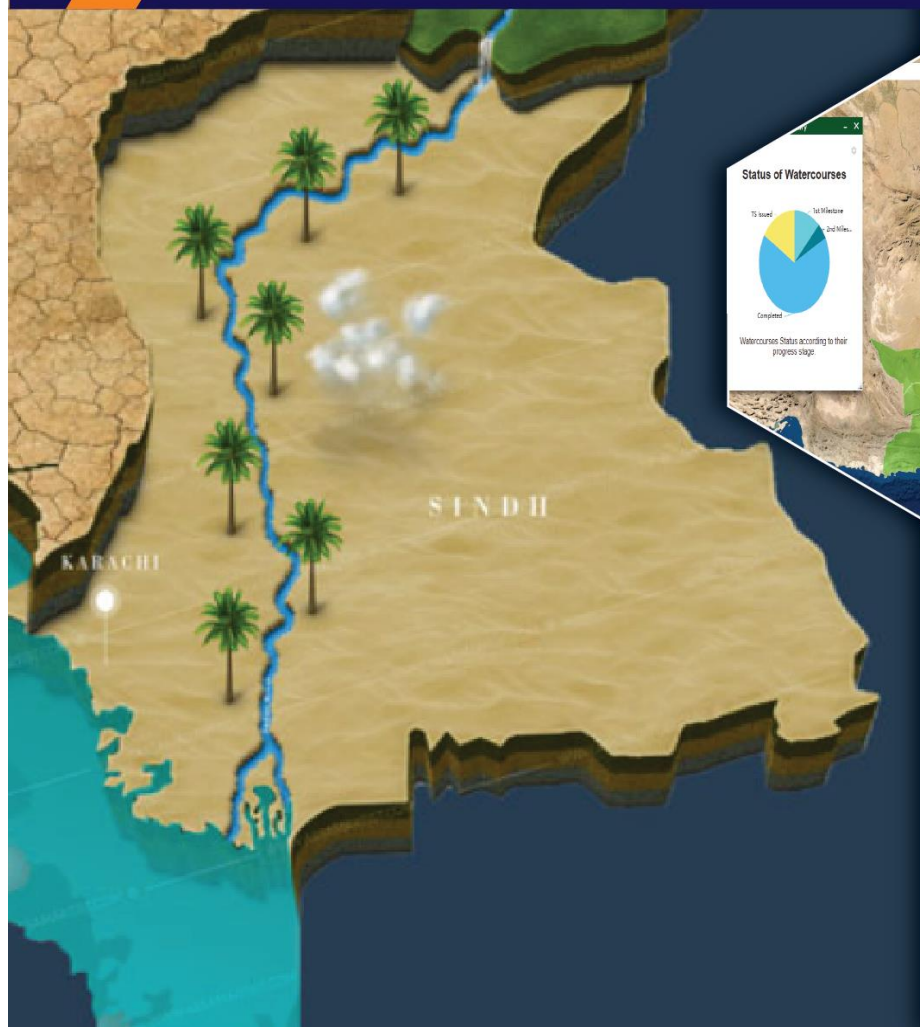 Status of Watercourses
TS Issued
1st Milestone
2nd Miles...
Completed
Watercourses Status according to their
progress stage
SINDH
KARACHI